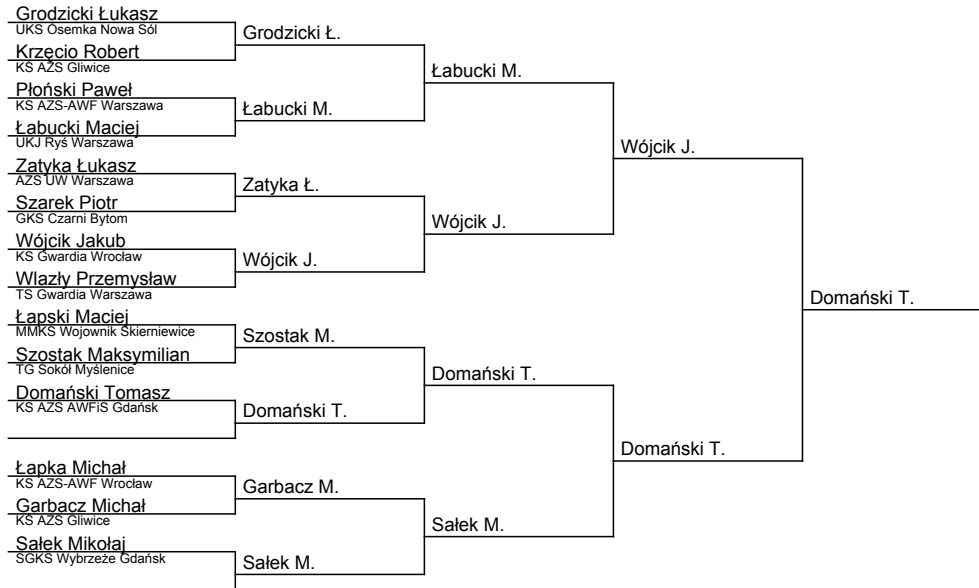 Grodzicki Łukasz
UKS Ósemka Nowa Sól
Krzęcio Robert
KS AZS Gliwice
Płoński Paweł
KS AZS-AWF Warszawa
Łabucki Maciej
UKJ Ryś Warszawa
Zatyka Łukasz
AZS UW Warszawa
Szarek Piotr
GKS Czarni Bytom
Wójcik Jakub
KS Gwardia Wrocław
Wlazły Przemysław
TS Gwardia Warszawa
Łapski Maciej
MMKS Wojownik Skierniewice
Szostak Maksymilian
TG Sokół Myślenice
Domański Tomasz
KS AZS AWFiS Gdańsk
Łapka Michał
KS AZS-AWF Wrocław
Garbacz Michał
KS AZS Gliwice
Sałek Mikołaj
SGKS Wybrzeże Gdańsk
Grodzicki Ł.
Łabucki M.
Zatyka Ł.
Wójcik J.
Szostak M.
Domański T.
Garbacz M.
Sałek M.
Łabucki M.
Wójcik J.
Domański T.
Sałek M.
Wójcik J.
Domański T.
Domański T.